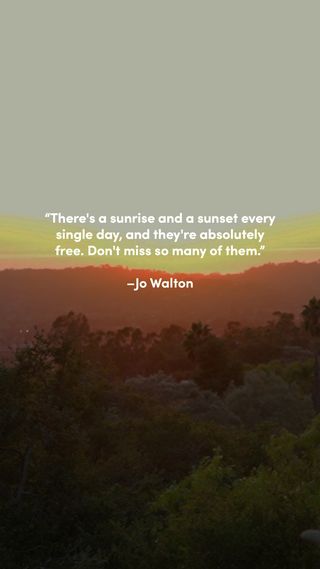 “There's a sunrise and a sunset every
single day, and they're absolutely
free. Don't miss so many of them.”
–Jo Walton